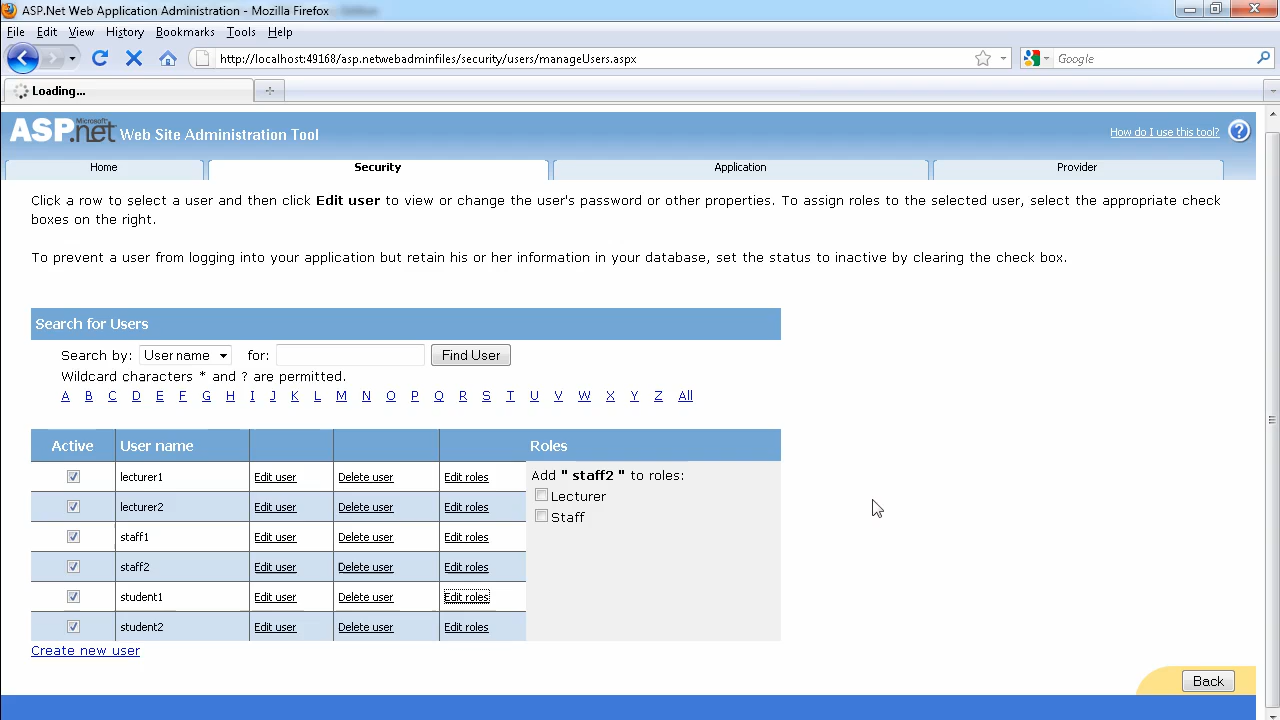 ASP.Net Web Application Administration - Mozilla Firefox
File Edit View History Bookmarks Tools Help
http://localhost:49169/asp.netwebadminfiles/security/users/manageUsers.aspx
Google
Loading...
Microsoft
ASP.net Web Site Administration Tool
How do I use this tool? ?
Home Security Application Provider
Click a row to select a user and then click Edit user to view or change the user's password or other properties. To assign roles to the selected user, select the appropriate check
boxes on the right.
To prevent a user from logging into your application but retain his or her information in your database, set the status to inactive by clearing the check box.
Search for Users
Search by: User name for: Find User
Wildcard characters * and ? are permitted.
A B C D E F G H I J K L M N O P Q R S T U V W X Y Z All
Active User name Roles
lecturer1 Edit user Delete user Edit roles
Add " staff2 " to roles:
Lecturer
lecturer2 Edit user Delete user Edit roles
Staff
staff1 Edit user Delete user Edit roles
staff2 Edit user Delete user Edit roles
student1 Edit user Delete user Edit roles
student2 Edit user Delete user Edit roles
Create new user
Back